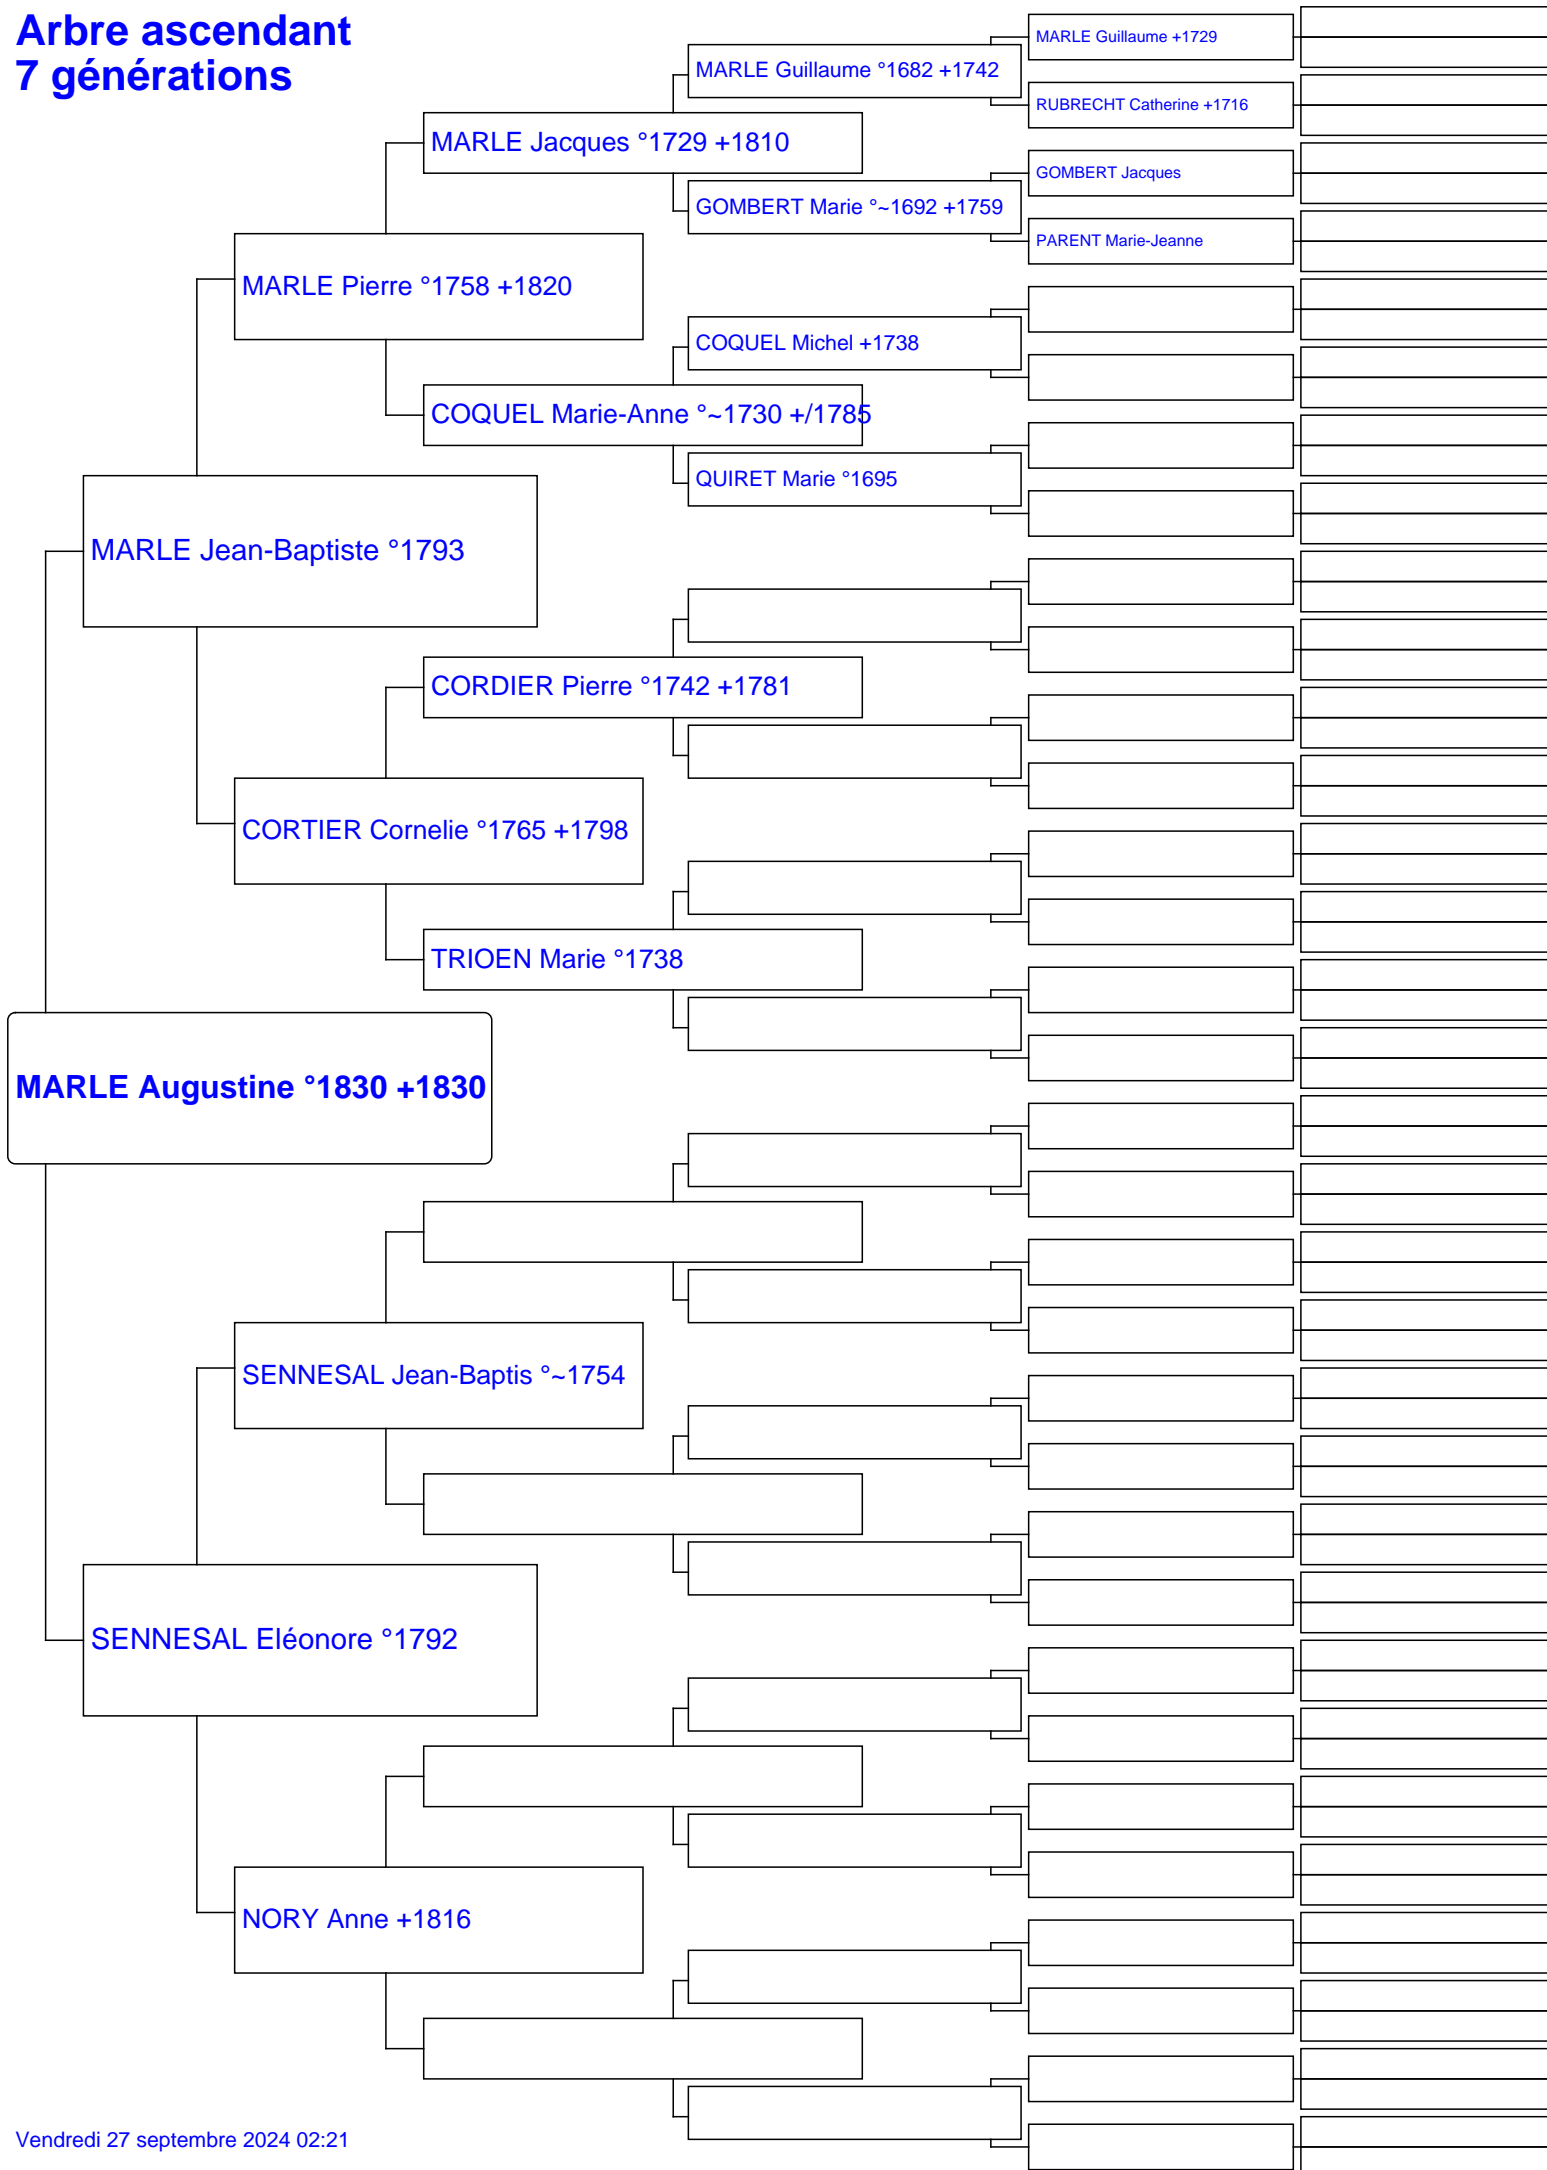 Arbre ascendant
7 générations
MARLE Guillaume +1729
MARLE Guillaume °1682 +1742
RUBRECHT Catherine +1716
MARLE Jacques °1729 +1810
GOMBERT Jacques
GOMBERT Marie °~1692 +1759
PARENT Marie-Jeanne
MARLE Pierre °1758 +1820
COQUEL Michel +1738
COQUEL Marie-Anne °~1730 +/1785
QUIRET Marie °1695
MARLE Jean-Baptiste °1793
CORDIER Pierre °1742 +1781
CORTIER Cornelie °1765 +1798
TRIOEN Marie °1738
MARLE Augustine °1830 +1830
SENNESAL Jean-Baptis °~1754
SENNESAL Eléonore °1792
NORY Anne +1816
Vendredi 27 septembre 2024 02:21